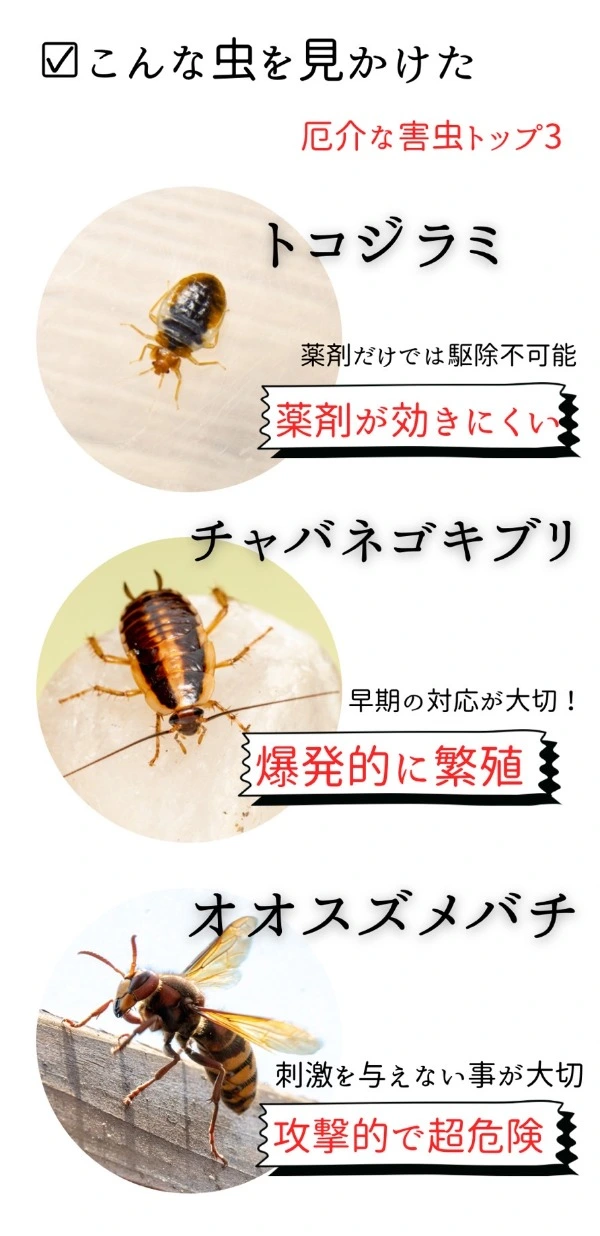 ☑こんな虫を見かけた
厄介な害虫トップ3
トコジラミ
薬剤だけでは駆除不可能
薬剤が効きにくい
チャバネゴキブリ
早期の対応が大切！
爆発的に繁殖
オオスズメバチ
刺激を与えない事が大切
攻撃的で超危険